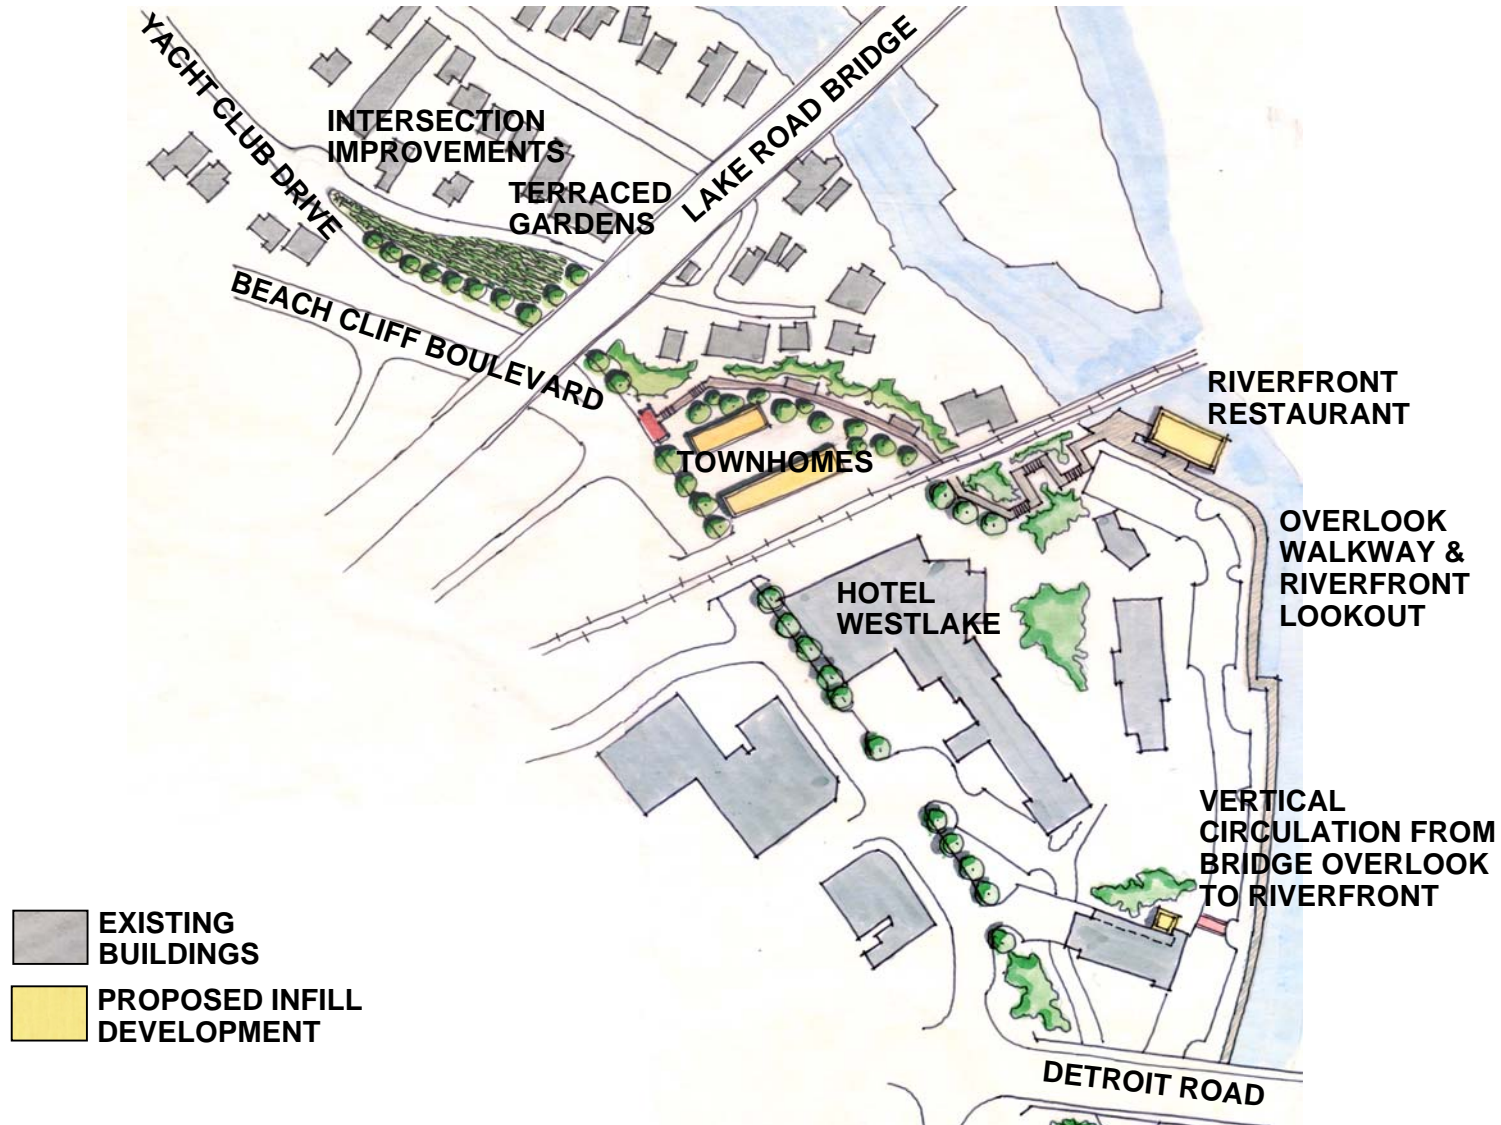 YACHT CLUB DRIVE
INTERSECTION
IMPROVEMENTS
TERRACED
GARDENS
LAKE ROAD BRIDGE
BEACH CLIFF BOULEVARD
RIVERFRONT
RESTAURANT
TOWNHOMES
OVERLOOK
WALKWAY &
RIVERFRONT
LOOKOUT
HOTEL
WESTLAKE
VERTICAL
CIRCULATION FROM
BRIDGE OVERLOOK
TO RIVERFRONT
EXISTING
BUILDINGS
PROPOSED INFILL
DEVELOPMENT
DETROIT ROAD